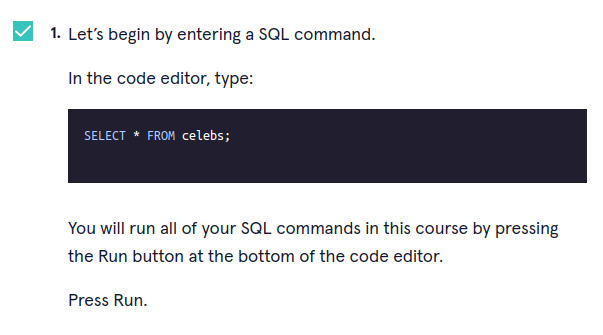 1. Let's begin by entering a SQL command.
In the code editor, type:
SELECT * FROM celebs;
You will run all of your SQL commands in this course by pressing
the Run button at the bottom of the code editor.
Press Run.